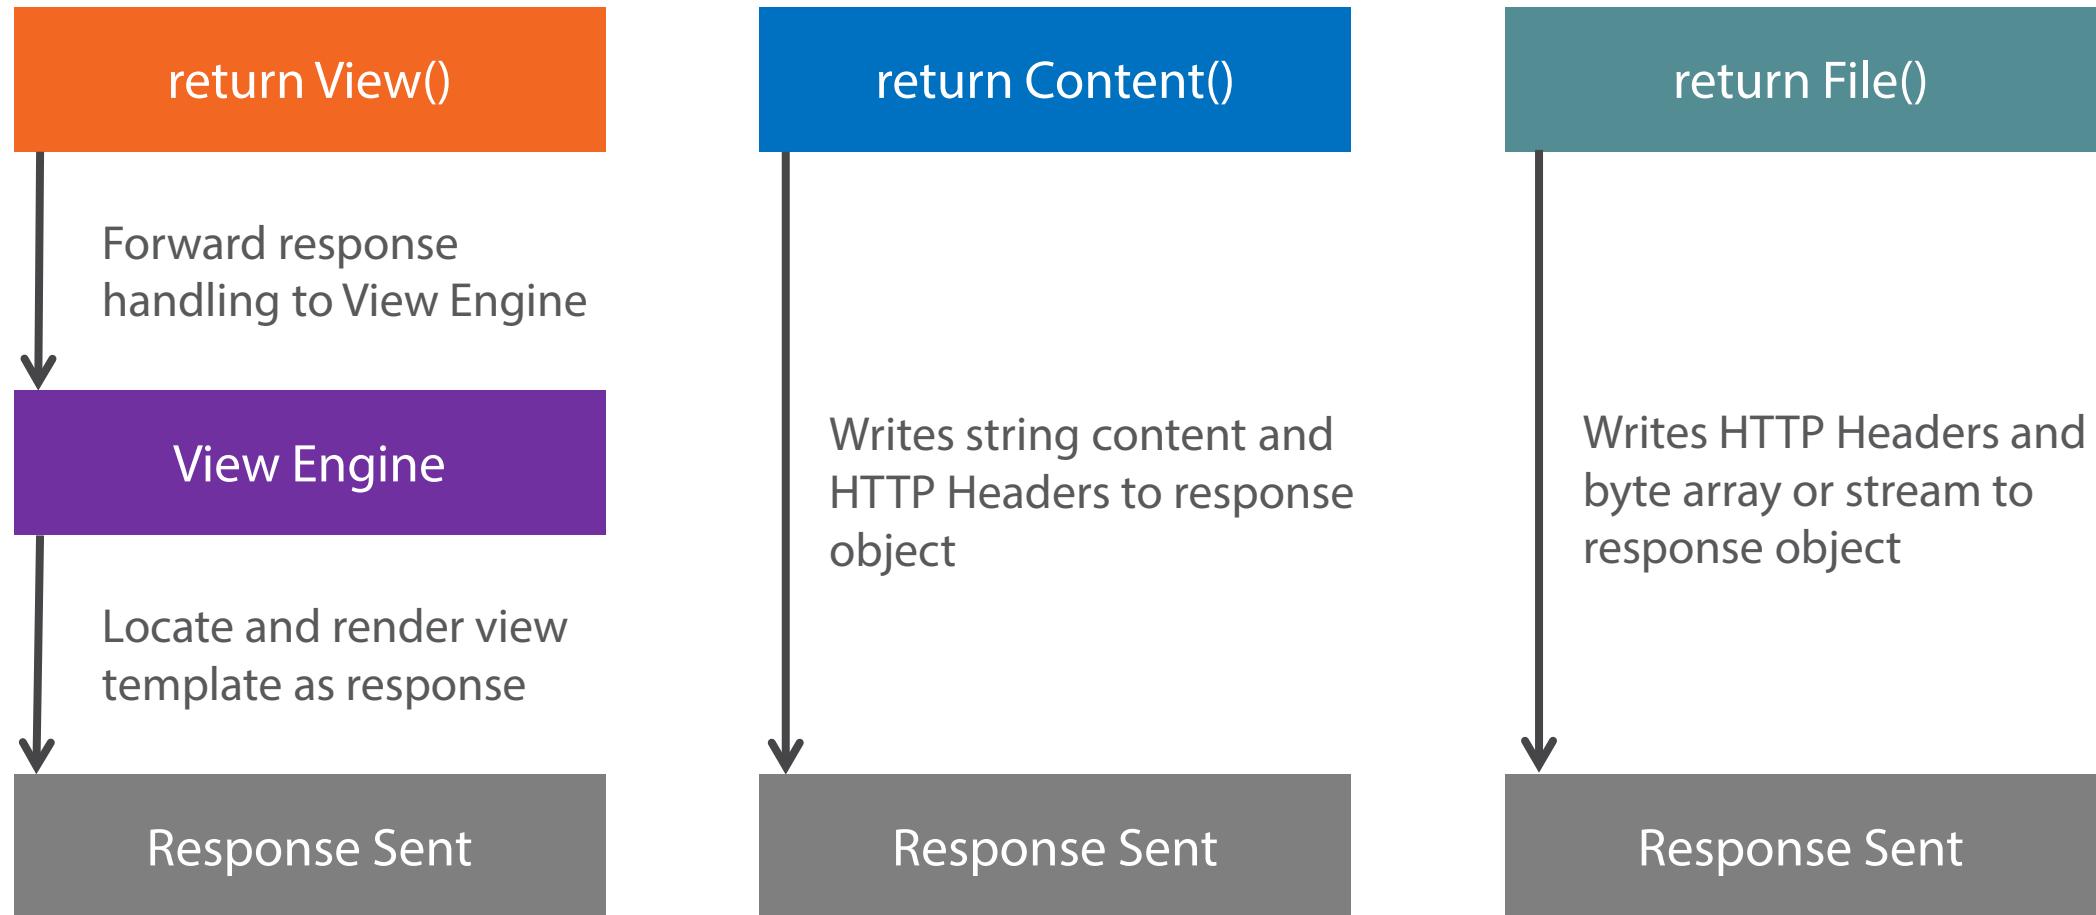 return View()
Forward response
handling to View Engine
View Engine
Locate and render view
template as response
Response Sent
return Content()
Writes string content and
HTTP Headers to response
object
Response Sent
return File()
Writes HTTP Headers and
byte array or stream to
response object
Response Sent